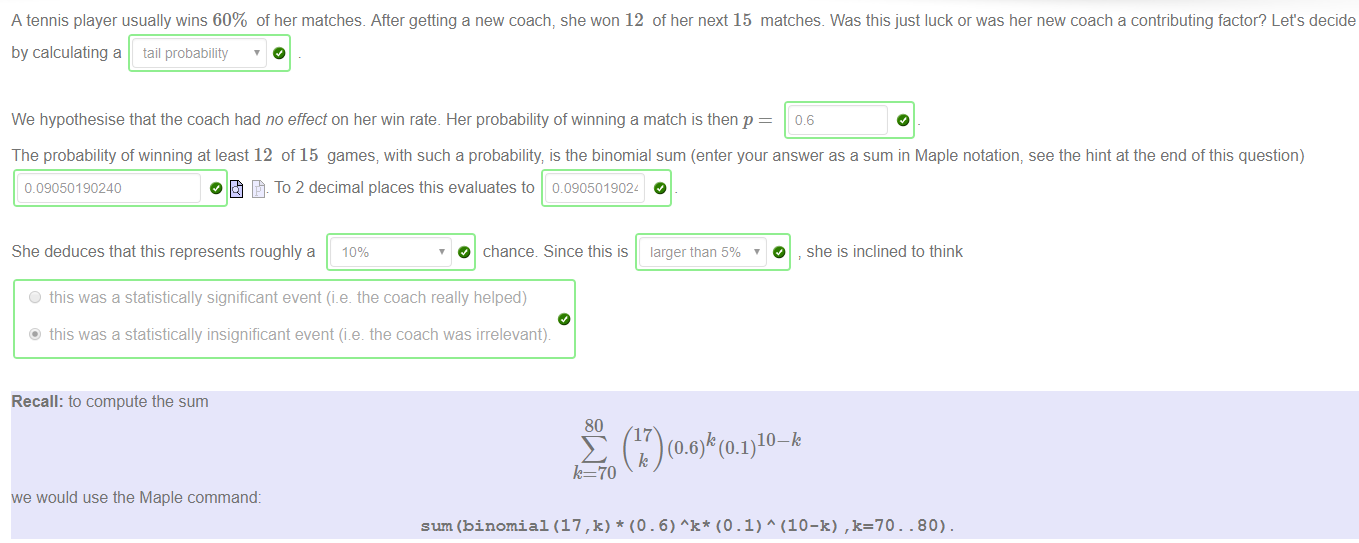 A tennis player usually wins 60% of her matches. After getting a new coach, she won 12 of her next 15 matches. Was this just luck or was her new coach a contributing factor? Let's decide
by calculating a tail probability .
We hypothesise that the coach had no effect on her win rate. Her probability of winning a match is then p = 0.6 .
The probability of winning at least 12 of 15 games, with such a probability, is the binomial sum (enter your answer as a sum in Maple notation, see the hint at the end of this question)
0.09050190240 . To 2 decimal places this evaluates to 0.0905019024 .
She deduces that this represents roughly a 10% chance. Since this is larger than 5% , she is inclined to think
this was a statistically significant event (i.e. the coach really helped)
this was a statistically insignificant event (i.e. the coach was irrelevant).
Recall: to compute the sum
80
∑ (17 k) (0.6)^k (0.1)^{10−k}
k=70
we would use the Maple command:
sum(binomial(17,k)*(0.6)^k*(0.1)^(10-k),k=70..80).